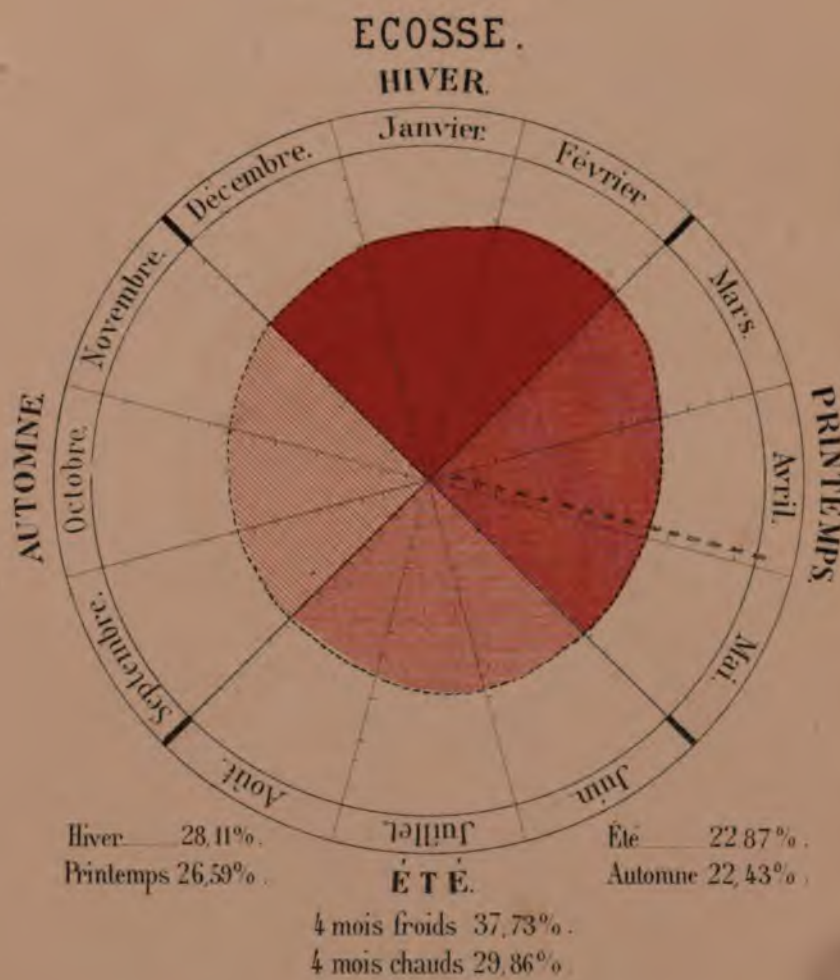 ECOSSE.
HIVER.
Janvier.
Février
Mars.
Avril.
Mai.
Juin.
Juillet.
Août.
Septembre.
Octobre.
Novembre.
Décembre.
PRINTEMPS.
AUTOMNE.
ÉTÉ.
Hiver 28,11%.
Printemps 26,59%.
Été 22 87%.
Automne 22,43%.
4 mois froids 37,73%.
4 mois chauds 29,86%